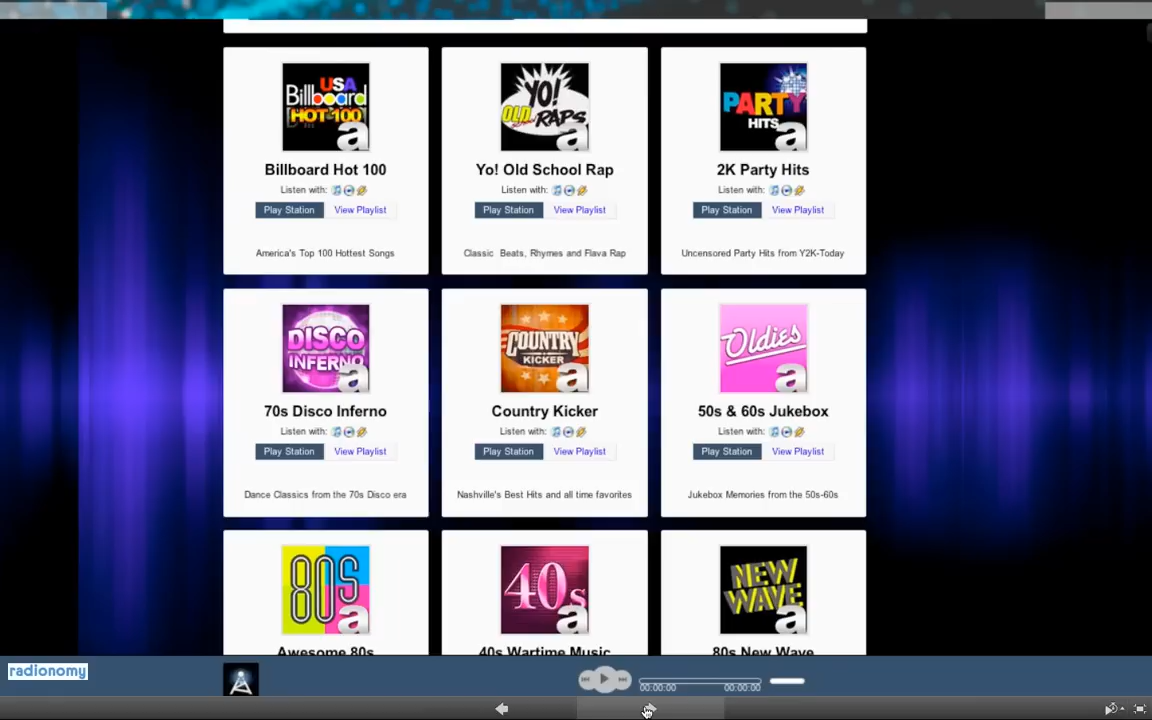 USA
Billboard
HOT 100
a
Billboard Hot 100
Listen with:
Play Station View Playlist
America's Top 100 Hottest Songs
YO!
OLD SCHOOL RAPS
a
Yo! Old School Rap
Listen with:
Play Station View Playlist
Classic Beats, Rhymes and Flava Rap
PARTY
HITS
a
2K Party Hits
Listen with:
Play Station View Playlist
Uncensored Party Hits from Y2K-Today
DISCO
INFERNO
a
70s Disco Inferno
Listen with:
Play Station View Playlist
Dance Classics from the 70s Disco era
COUNTRY
KICKER
a
Country Kicker
Listen with:
Play Station View Playlist
Nashville's Best Hits and all time favorites
Oldies
a
50s & 60s Jukebox
Listen with:
Play Station View Playlist
Jukebox Memories from the 50s-60s
80s
a
Awesome 80s
40s
a
40s Wartime Music
NEW
WAVE
a
80s New Wave
radionomy
00:00:00 00:00:00